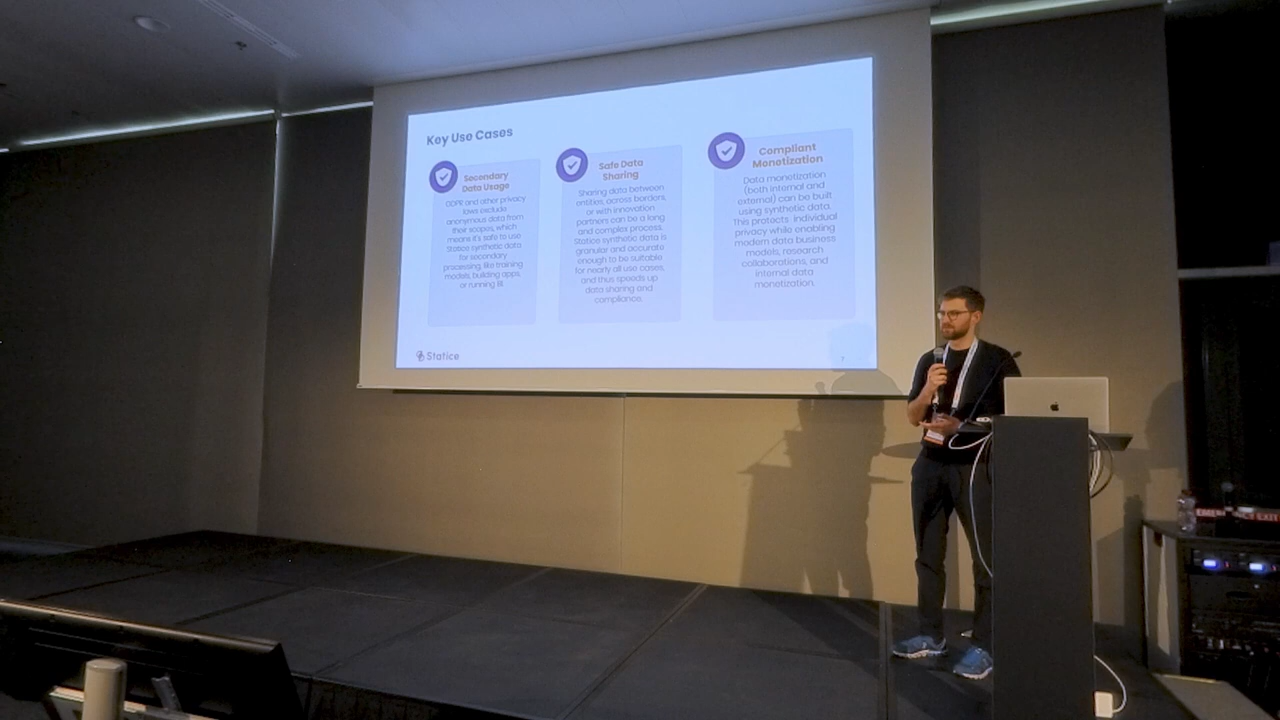 Key Use Cases
Secondary
Data Usage
GDPR and other privacy
laws exclude
anonymous data from
their scopes, which
means it's safe to use
Statice synthetic data
for secondary
processing, like training
models, building apps,
or running
Safe Data
Sharing
Sharing data between
entities, across borders,
or with innovation
partners can be a long
and complex process.
Statice synthetic data is
granular and accurate
enough to be suitable
for nearly all use cases,
and thus speeds up
data sharing and
compliance.
Compliant
Monetization
Data monetization
(both internal and
external) can be built
using synthetic data.
This protects individual
privacy while enabling
modern data business
models, research
collaborations, and
internal data
monetization.
Statice
7
EXIT